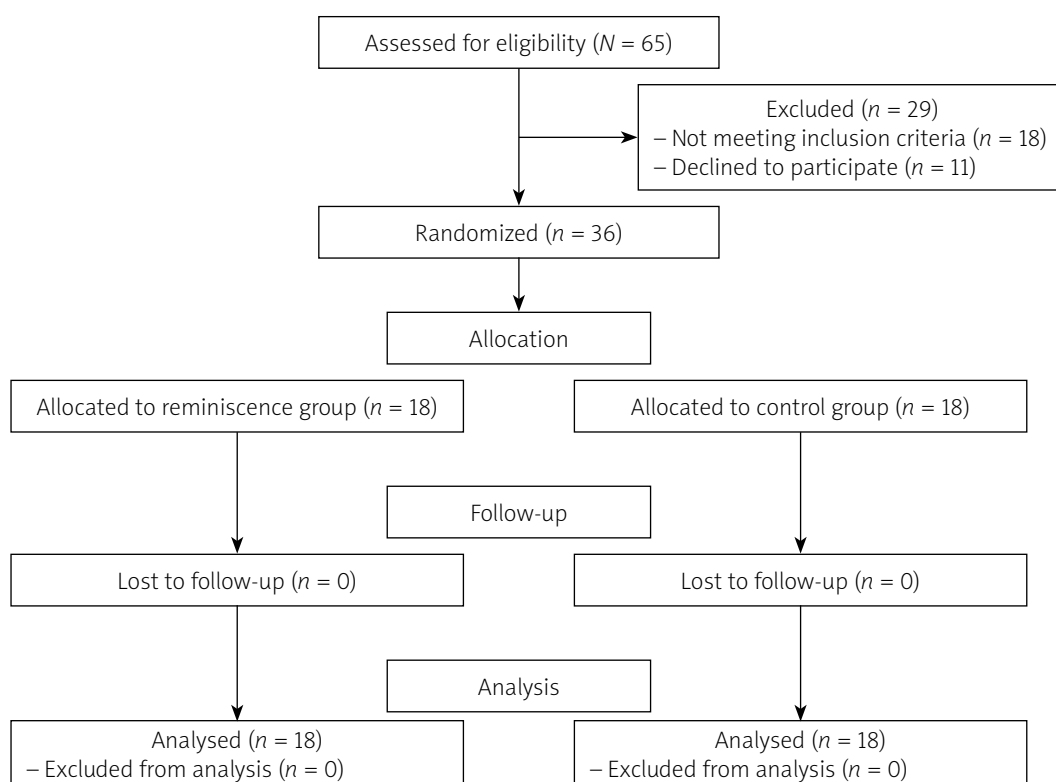 Assessed for eligibility (N = 65)
Excluded (n = 29)
– Not meeting inclusion criteria (n = 18)
– Declined to participate (n = 11)
Randomized (n = 36)
Allocation
Allocated to reminiscence group (n = 18)
Allocated to control group (n = 18)
Follow-up
Lost to follow-up (n = 0)
Lost to follow-up (n = 0)
Analysis
Analysed (n = 18)
– Excluded from analysis (n = 0)
Analysed (n = 18)
– Excluded from analysis (n = 0)